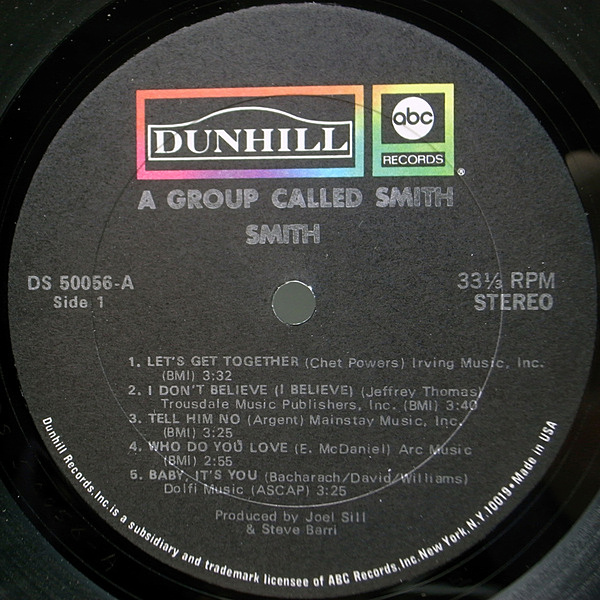 DUNHILL
abc
RECORDS
®
A GROUP CALLED SMITH
SMITH
DS 50056-A
Side 1
33⅓ RPM
STEREO
1. LET'S GET TOGETHER (Chet Powers) Irving Music, Inc.
(BMI) 3:32
2. I DON'T BELIEVE (I BELIEVE) (Jeffrey Thomas)
Trousdale Music Publishers, Inc. (BMI) 3:40
3. TELL HIM NO (Argent) Mainstay Music, Inc.
(BMI) 3:25
4. WHO DO YOU LOVE (E. McDaniel) Arc Music
(BMI) 2:55
5. BABY, IT'S YOU (Bacharach/David/Williams)
Dolfi Music (ASCAP) 3:25
Produced by Joel Sill
& Steve Barri
Dunhill Records, Inc. is a subsidiary and trademark licensee of ABC Records, Inc. New York, N.Y. 10019 • Made in USA